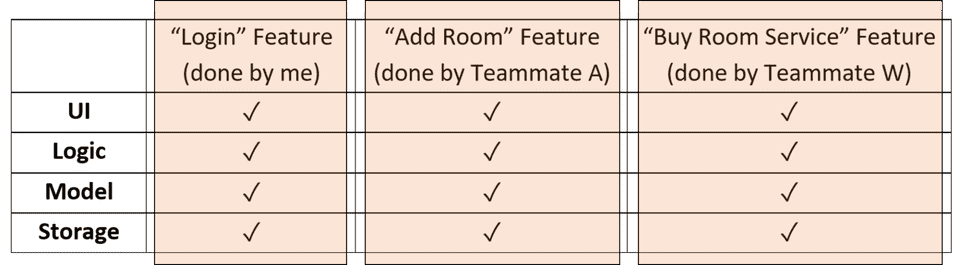 “Login” Feature “Add Room” Feature “Buy Room Service” Feature
(done by me) (done by Teammate A) (done by Teammate W)
UI ✓ ✓ ✓
Logic ✓ ✓ ✓
Model ✓ ✓ ✓
Storage ✓ ✓ ✓